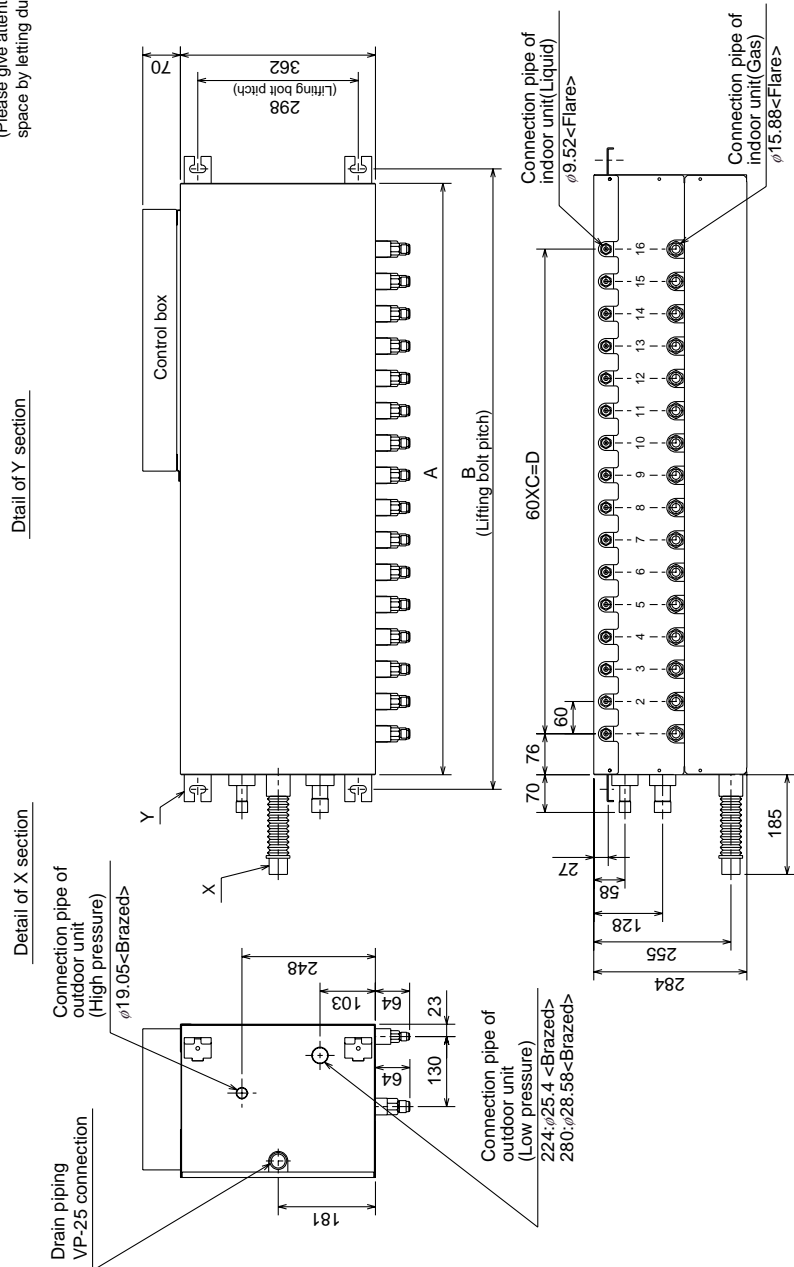 (Please give attent
space by letting du
Dtail of Y section
Detail of X section
70
362
298
(Lifting bolt pitch)
Control box
A
B
(Lifting bolt pitch)
Y
X
Connection pipe of
outdoor unit
(High pressure)
ø19.05<Brazed>
Drain piping
VP-25 connection
248
103
64
23
64
130
181
Connection pipe of
outdoor unit
(Low pressure)
224:ø25.4 <Brazed>
280:ø28.58<Brazed>
Connection pipe of
indoor unit(Liquid)
ø9.52<Flare>
Connection pipe of
indoor unit(Gas)
ø15.88<Flare>
60XC=D
60
76
70
1 2 3 4 5 6 7 8 9 10 11 12 13 14 15 16
27
58
128
255
284
185